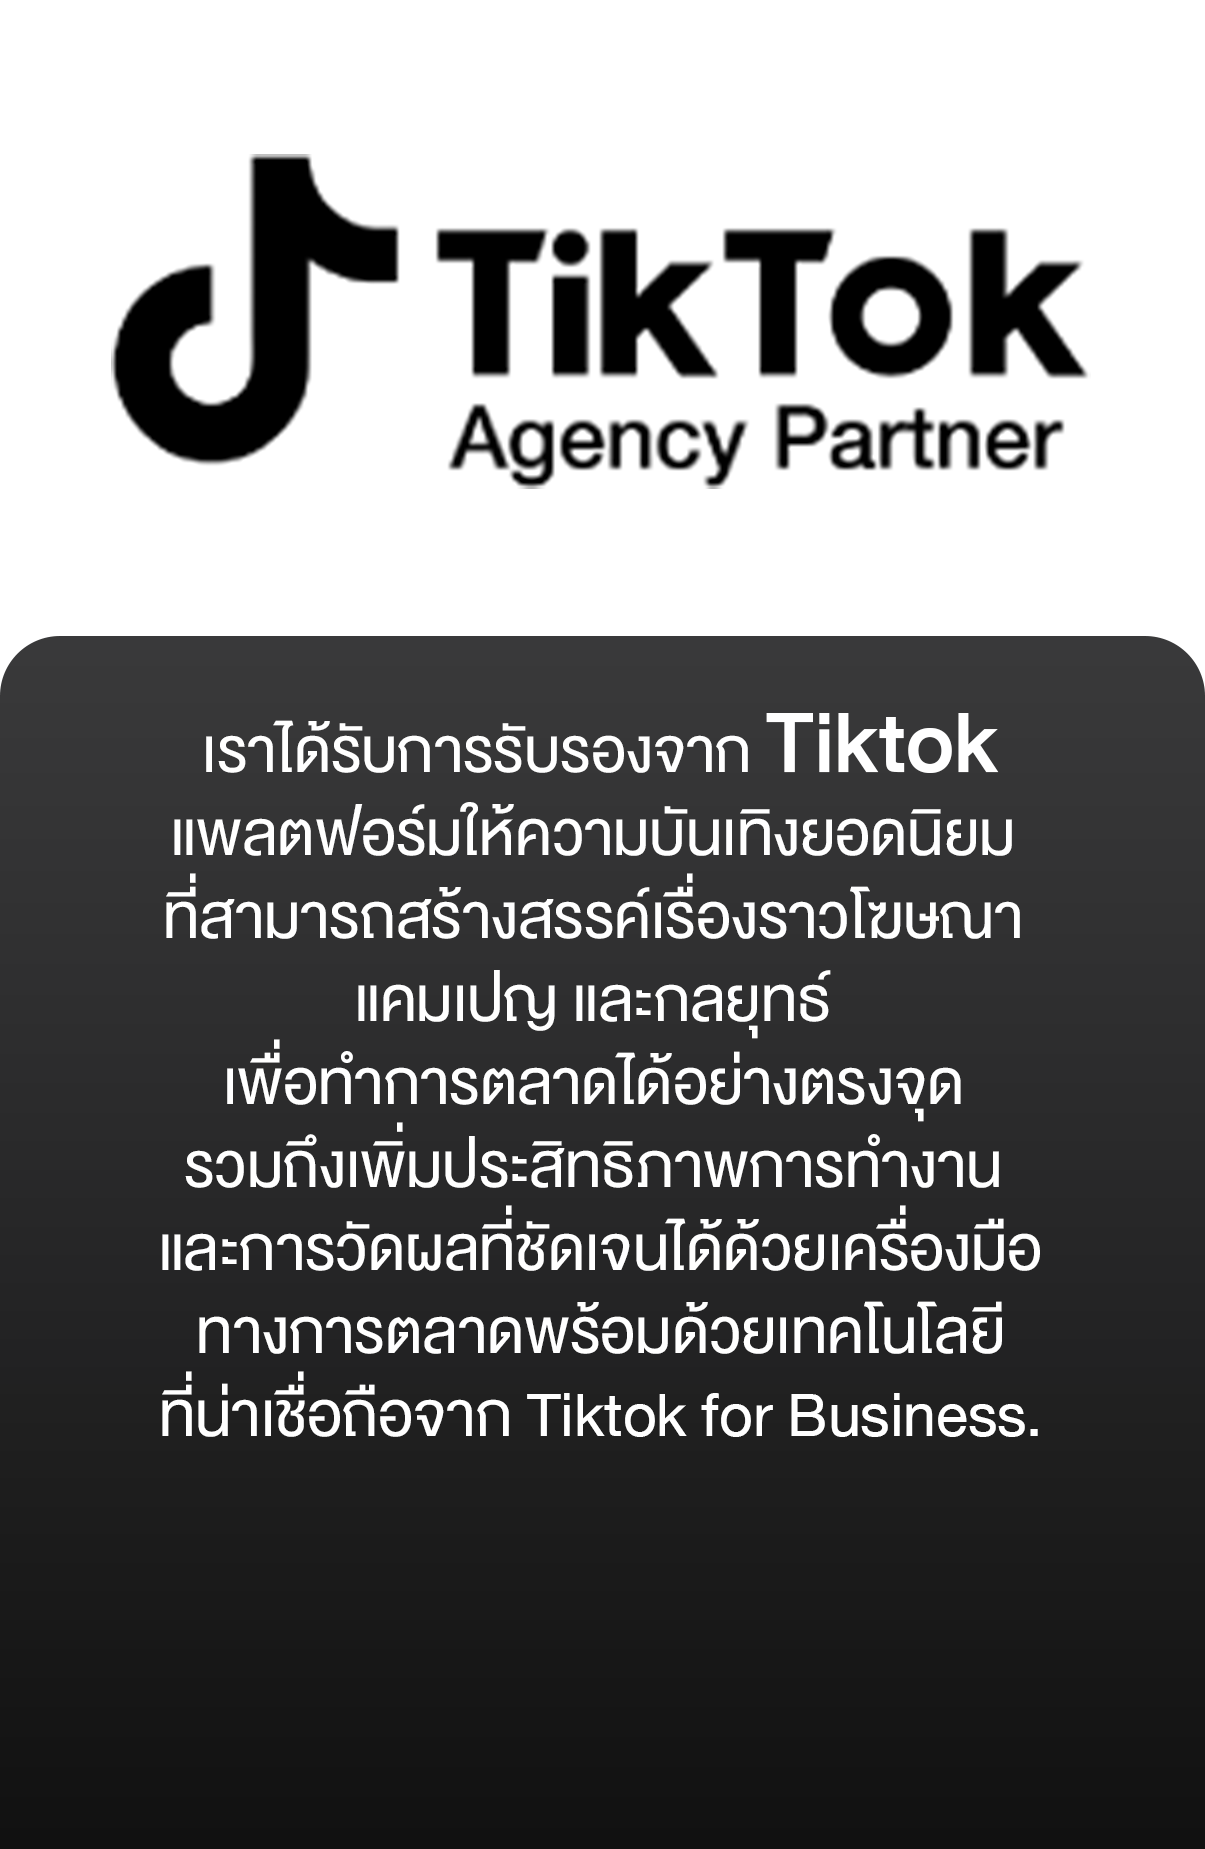 TikTok
Agency Partner
เราได้รับการรับรองจาก Tiktok
แพลตฟอร์มให้ความบันเทิงยอดนิยม
ที่สามารถสร้างสรรค์เรื่องราวโฆษณา
แคมเปญ และกลยุทธ์
เพื่อทำการตลาดได้อย่างตรงจุด
รวมถึงเพิ่มประสิทธิภาพการทำงาน
และการวัดผลที่ชัดเจนได้ด้วยเครื่องมือ
ทางการตลาดพร้อมด้วยเทคโนโลยี
ที่น่าเชื่อถือจาก Tiktok for Business.